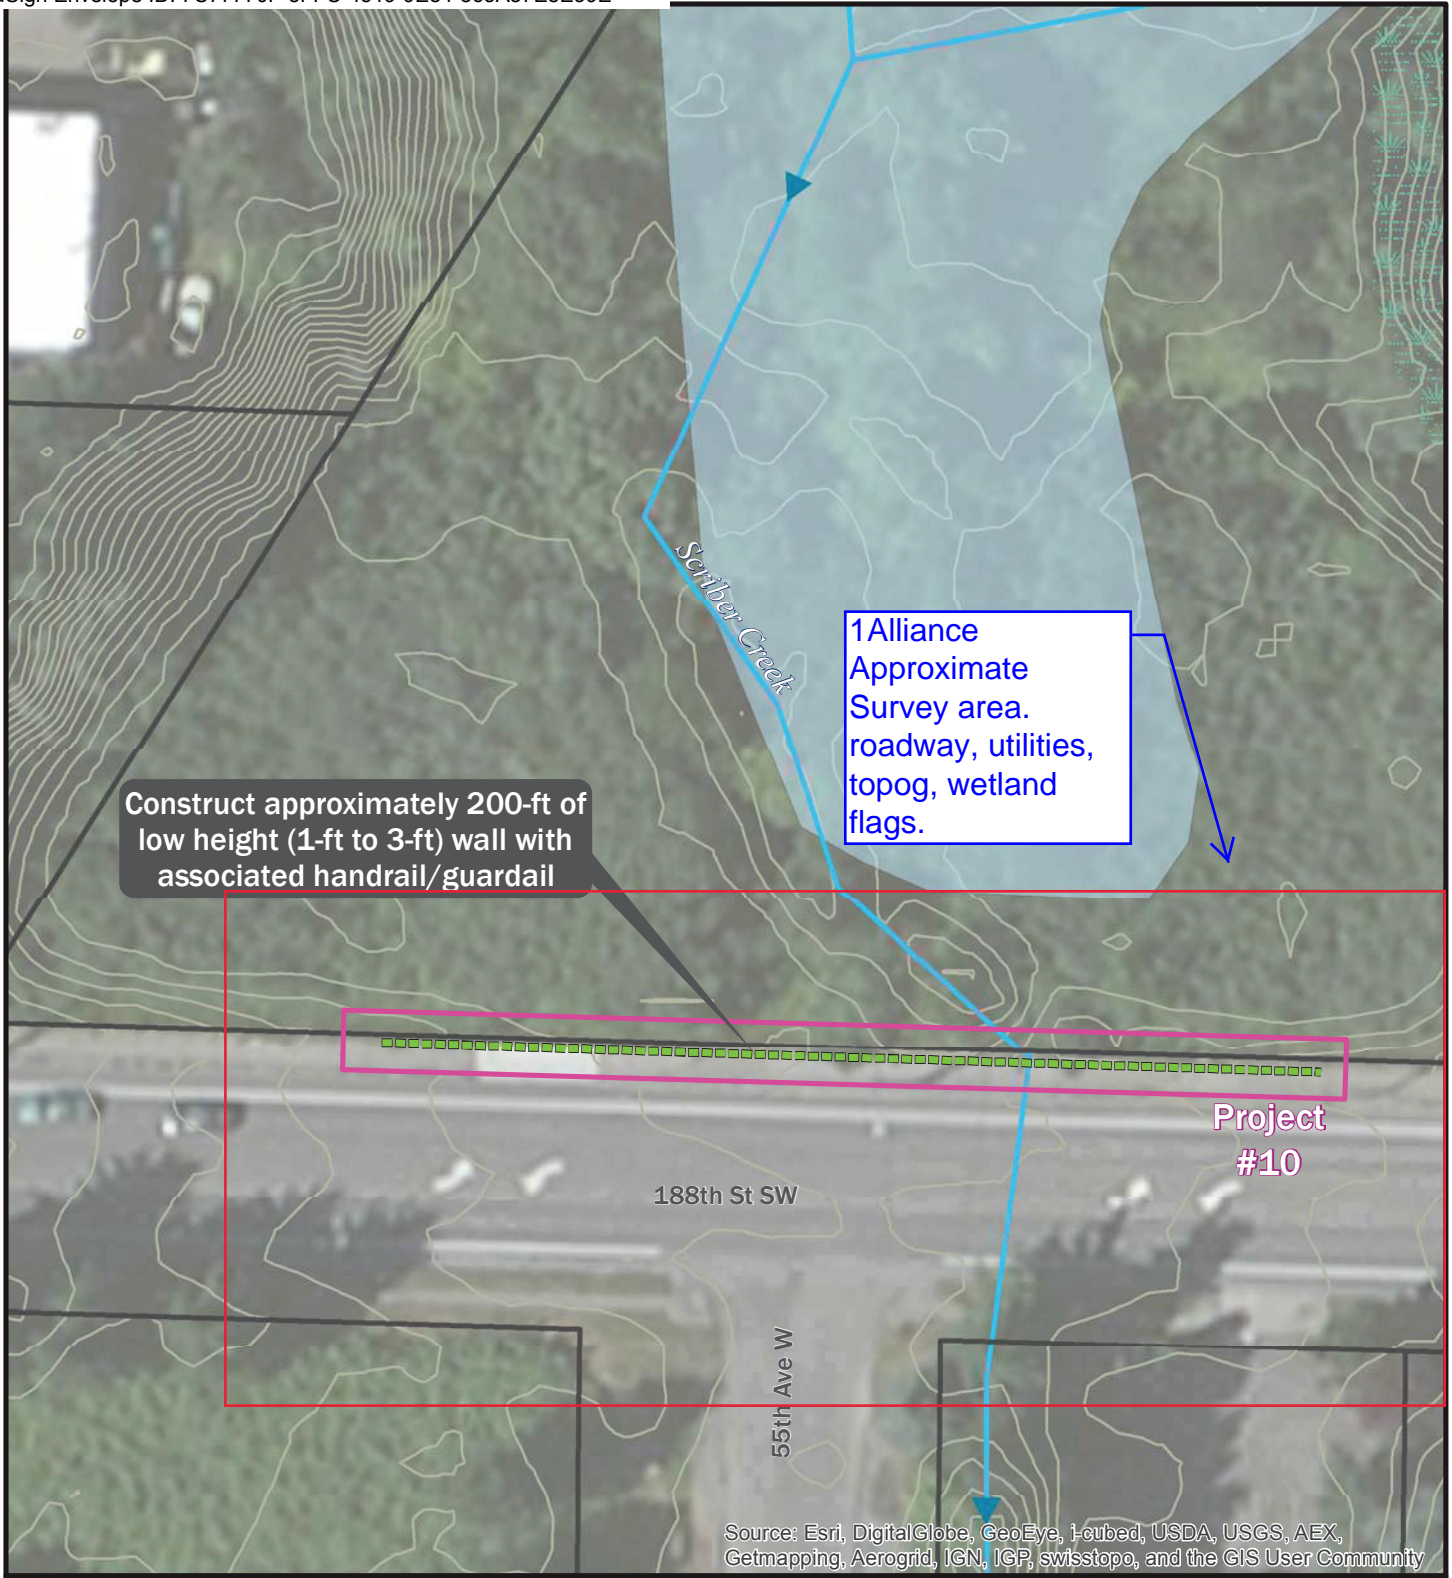 Scriber Creek
1Alliance
Approximate
Survey area.
roadway, utilities,
topog, wetland
flags.
Construct approximately 200-ft of
low height (1-ft to 3-ft) wall with
associated handrail/guardail
Project
#10
188th St SW
55th Ave W
Source: Esri, DigitalGlobe, GeoEye, i-cubed, USDA, USGS, AEX,
Getmapping, Aerogrid, IGN, IGP, swisstopo, and the GIS User Community